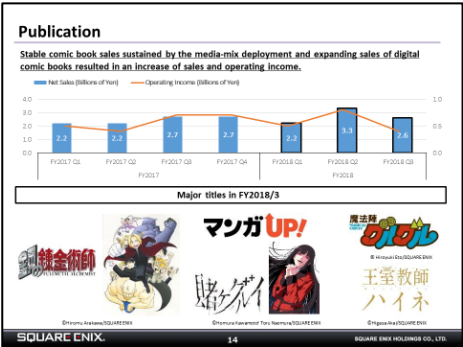 Publication
Stable comic book sales sustained by the media-mix deployment and expanding sales of digital
comic books resulted in an increase of sales and operating income.
Net Sales (Billions of Yen)
Operating Income (Billions of Yen)
4.0
3.0
2.0
1.0
0.0
1.0
0.5
0.0
2.2
2.2
2.7
2.7
2.2
3.3
2.6
FY2017 Q1
FY2017 Q2
FY2017 Q3
FY2017 Q4
FY2018 Q1
FY2018 Q2
FY2018 Q3
FY2017
FY2018
Major titles in FY2018/3
鋼の錬金術師
FULLMETAL ALCHEMIST
マンガUP!
賭ケグルイ
魔法陣
グルグル
© Hiroyuki Eto/SQUARE ENIX
王室教師
ハイネ
©Hiromu Arakawa/SQUARE ENIX
©Homura Kawamoto・Toru Naomura/SQUARE ENIX
©Higasa Akai/SQUARE ENIX
SQUARE ENIX.
14
SQUARE ENIX HOLDINGS CO., LTD.